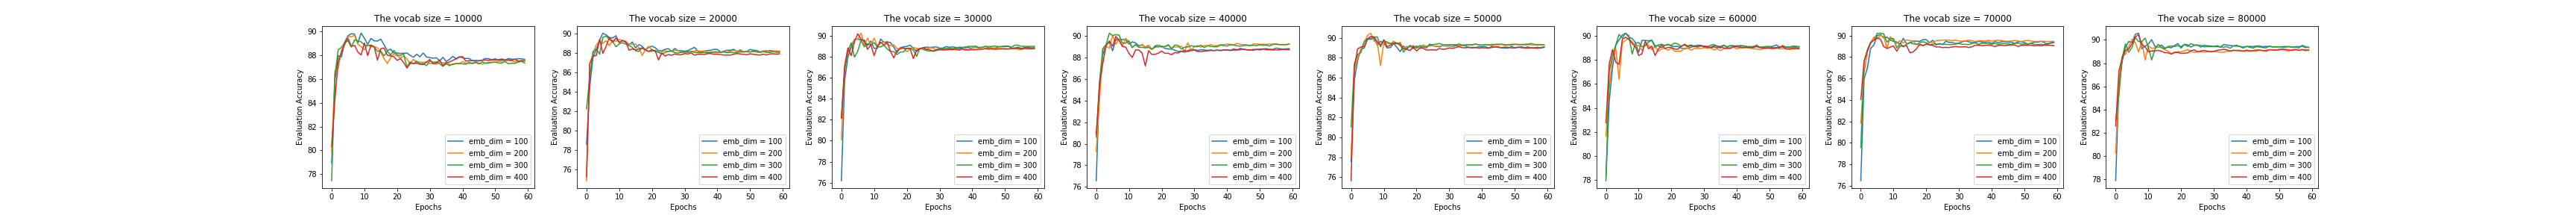 The vocab size = 10000
Evaluation Accuracy
90
88
86
84
82
80
78
emb_dim = 100
emb_dim = 200
emb_dim = 300
emb_dim = 400
0 10 20 30 40 50 60
Epochs
The vocab size = 20000
Evaluation Accuracy
90
88
86
84
82
80
78
76
emb_dim = 100
emb_dim = 200
emb_dim = 300
emb_dim = 400
0 10 20 30 40 50 60
Epochs
The vocab size = 30000
Evaluation Accuracy
90
88
86
84
82
80
78
76
emb_dim = 100
emb_dim = 200
emb_dim = 300
emb_dim = 400
0 10 20 30 40 50 60
Epochs
The vocab size = 40000
Evaluation Accuracy
90
88
86
84
82
80
78
76
emb_dim = 100
emb_dim = 200
emb_dim = 300
emb_dim = 400
0 10 20 30 40 50 60
Epochs
The vocab size = 50000
Evaluation Accuracy
90
88
86
84
82
80
78
76
emb_dim = 100
emb_dim = 200
emb_dim = 300
emb_dim = 400
0 10 20 30 40 50 60
Epochs
The vocab size = 60000
Evaluation Accuracy
90
88
86
84
82
80
78
emb_dim = 100
emb_dim = 200
emb_dim = 300
emb_dim = 400
0 10 20 30 40 50 60
Epochs
The vocab size = 70000
Evaluation Accuracy
90
88
86
84
82
80
78
76
emb_dim = 100
emb_dim = 200
emb_dim = 300
emb_dim = 400
0 10 20 30 40 50 60
Epochs
The vocab size = 80000
Evaluation Accuracy
90
88
86
84
82
80
78
emb_dim = 100
emb_dim = 200
emb_dim = 300
emb_dim = 400
0 10 20 30 40 50 60
Epochs